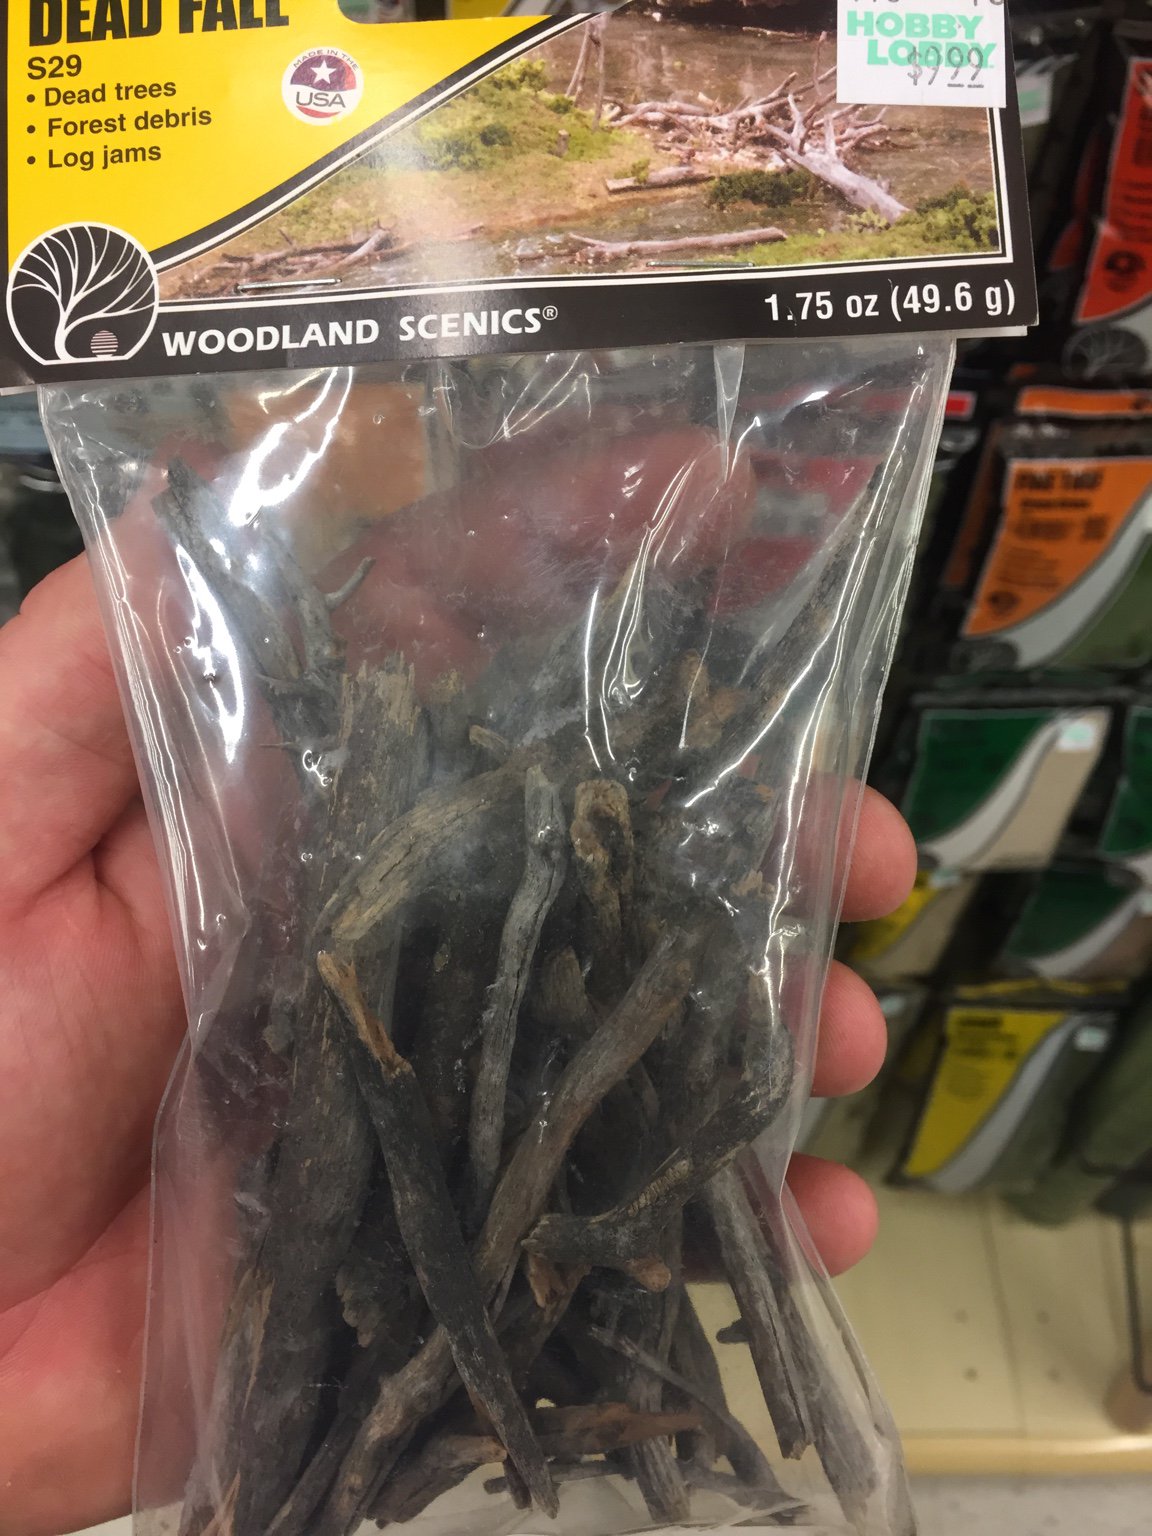 DEAD FALL
S29
• Dead trees
• Forest debris
• Log jams
MADE IN THE
USA
HOBBY
LOBBY
WOODLAND SCENICS®
1.75 oz (49.6 g)